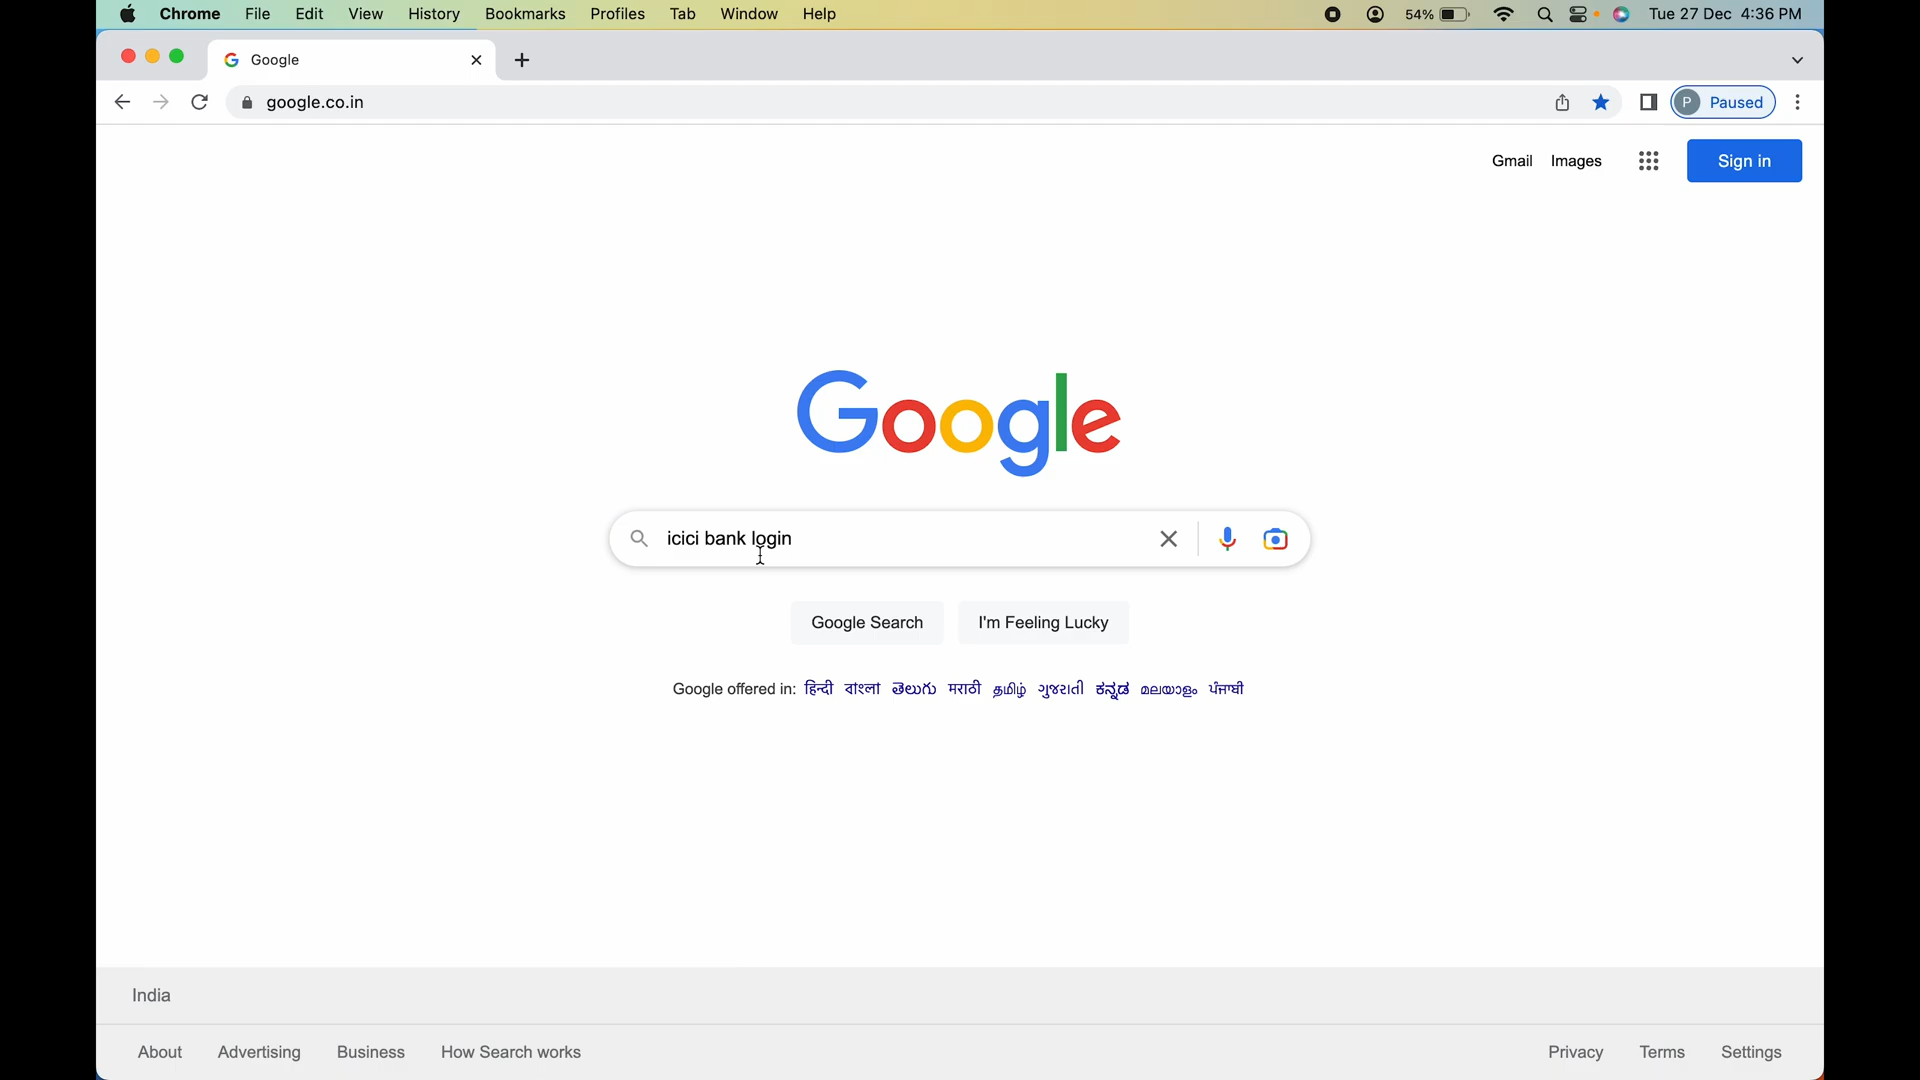 Chrome File Edit View History Bookmarks Profiles Tab Window Help 54% Tue 27 Dec 4:36 PM
Google
google.co.in P Paused
Gmail Images Sign in
Google
icici bank login
Google Search I'm Feeling Lucky
Google offered in: हिन्दी বাংলা తెలుగు मराठी தமிழ் ગુજરાતી ಕನ್ನಡ മലയാളം ਪੰਜਾਬੀ
India
About Advertising Business How Search works Privacy Terms Settings